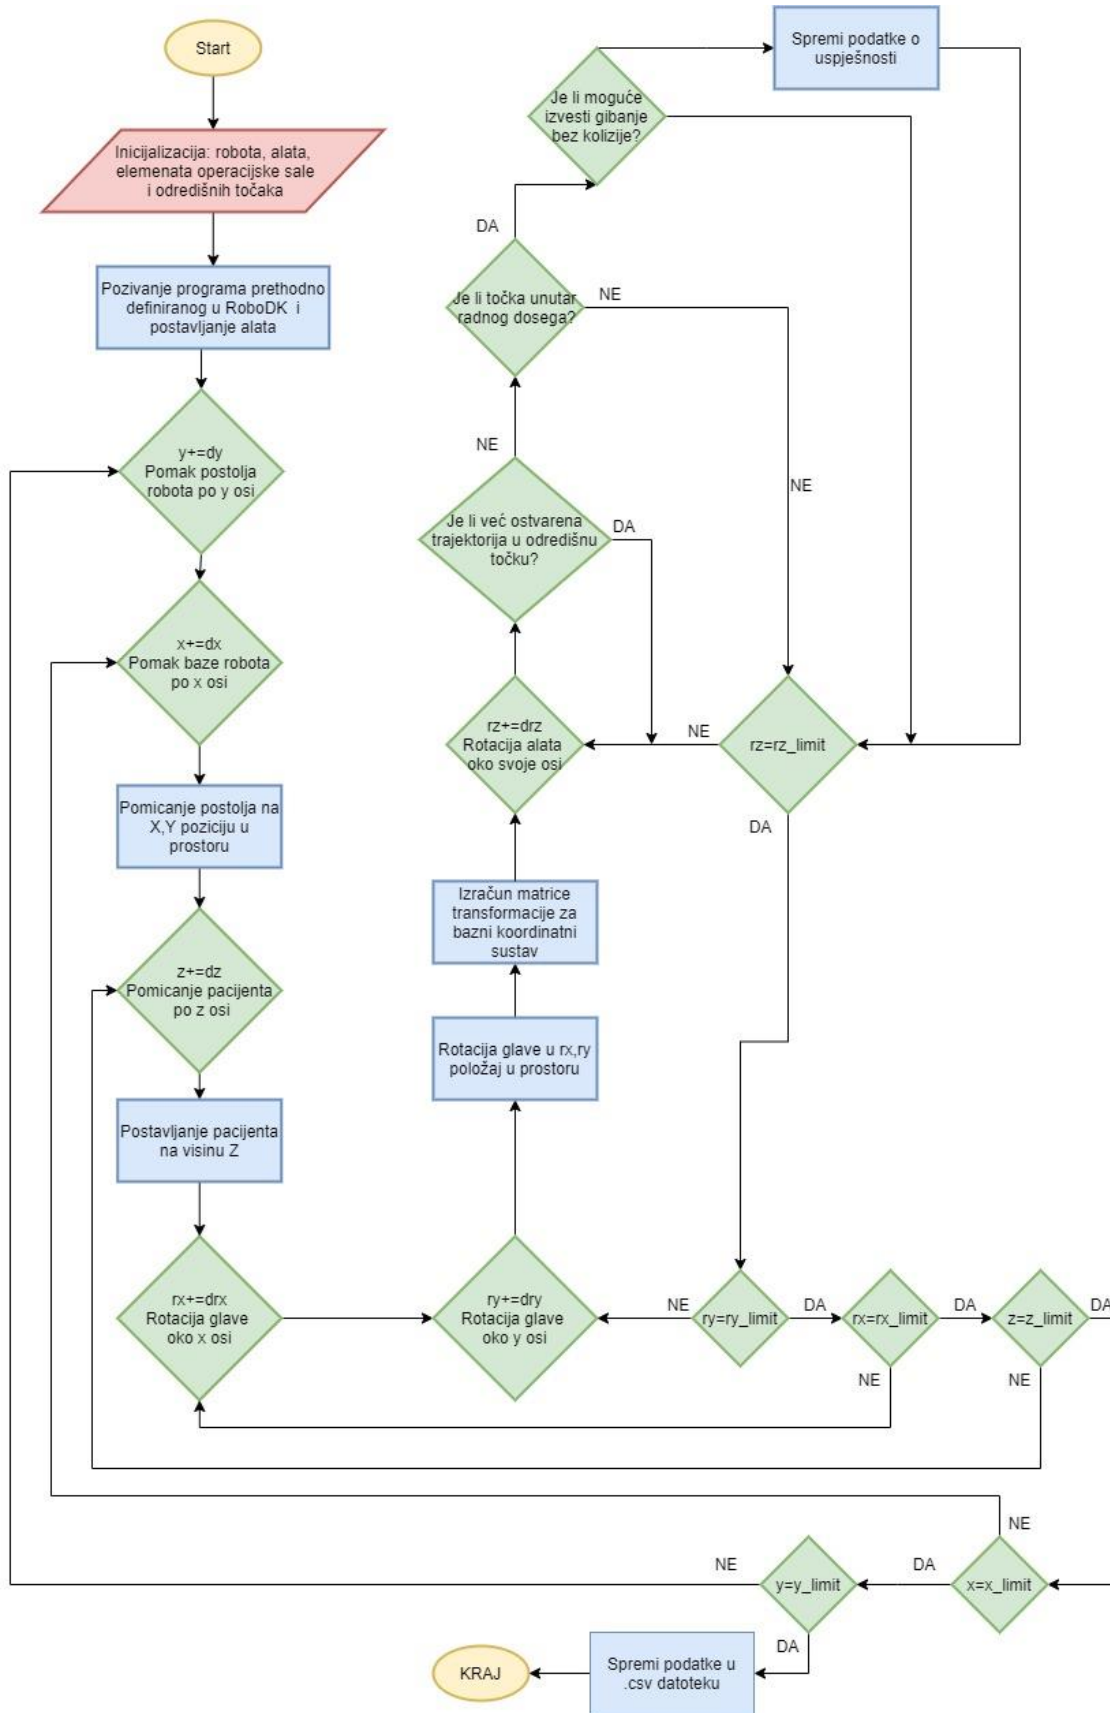 Start
Inicijalizacija: robota, alata,
elemenata operacijske sale
i odredišnih točaka
Pozivanje programa prethodno
definiranog u RoboDK i
postavljanje alata
y+=dy
Pomak postolja
robota po y osi
x+=dx
Pomak baze robota
po x osi
Pomicanje postolja na
X,Y poziciju u
prostoru
z+=dz
Pomicanje pacijenta
po z osi
Postavljanje pacijenta
na visinu Z
rx+=drx
Rotacija glave
oko x osi
ry+=dry
Rotacija glave
oko y osi
Rotacija glave u rx,ry
položaj u prostoru
Izračun matrice
transformacije za
bazni koordinatni
sustav
rz+=drz
Rotacija alata
oko svoje osi
Je li već ostvarena
trajektorija u odredišnu
točku?
DA
NE
Je li točka unutar
radnog dosega?
NE
NE
DA
Je li moguće
izvesti gibanje
bez kolizije?
Spremi podatke o
uspješnosti
rz=rz_limit
NE
DA
ry=ry_limit
NE
DA
rx=rx_limit
DA
NE
z=z_limit
DA
NE
x=x_limit
NE
DA
y=y_limit
NE
DA
Spremi podatke u
.csv datoteku
KRAJ